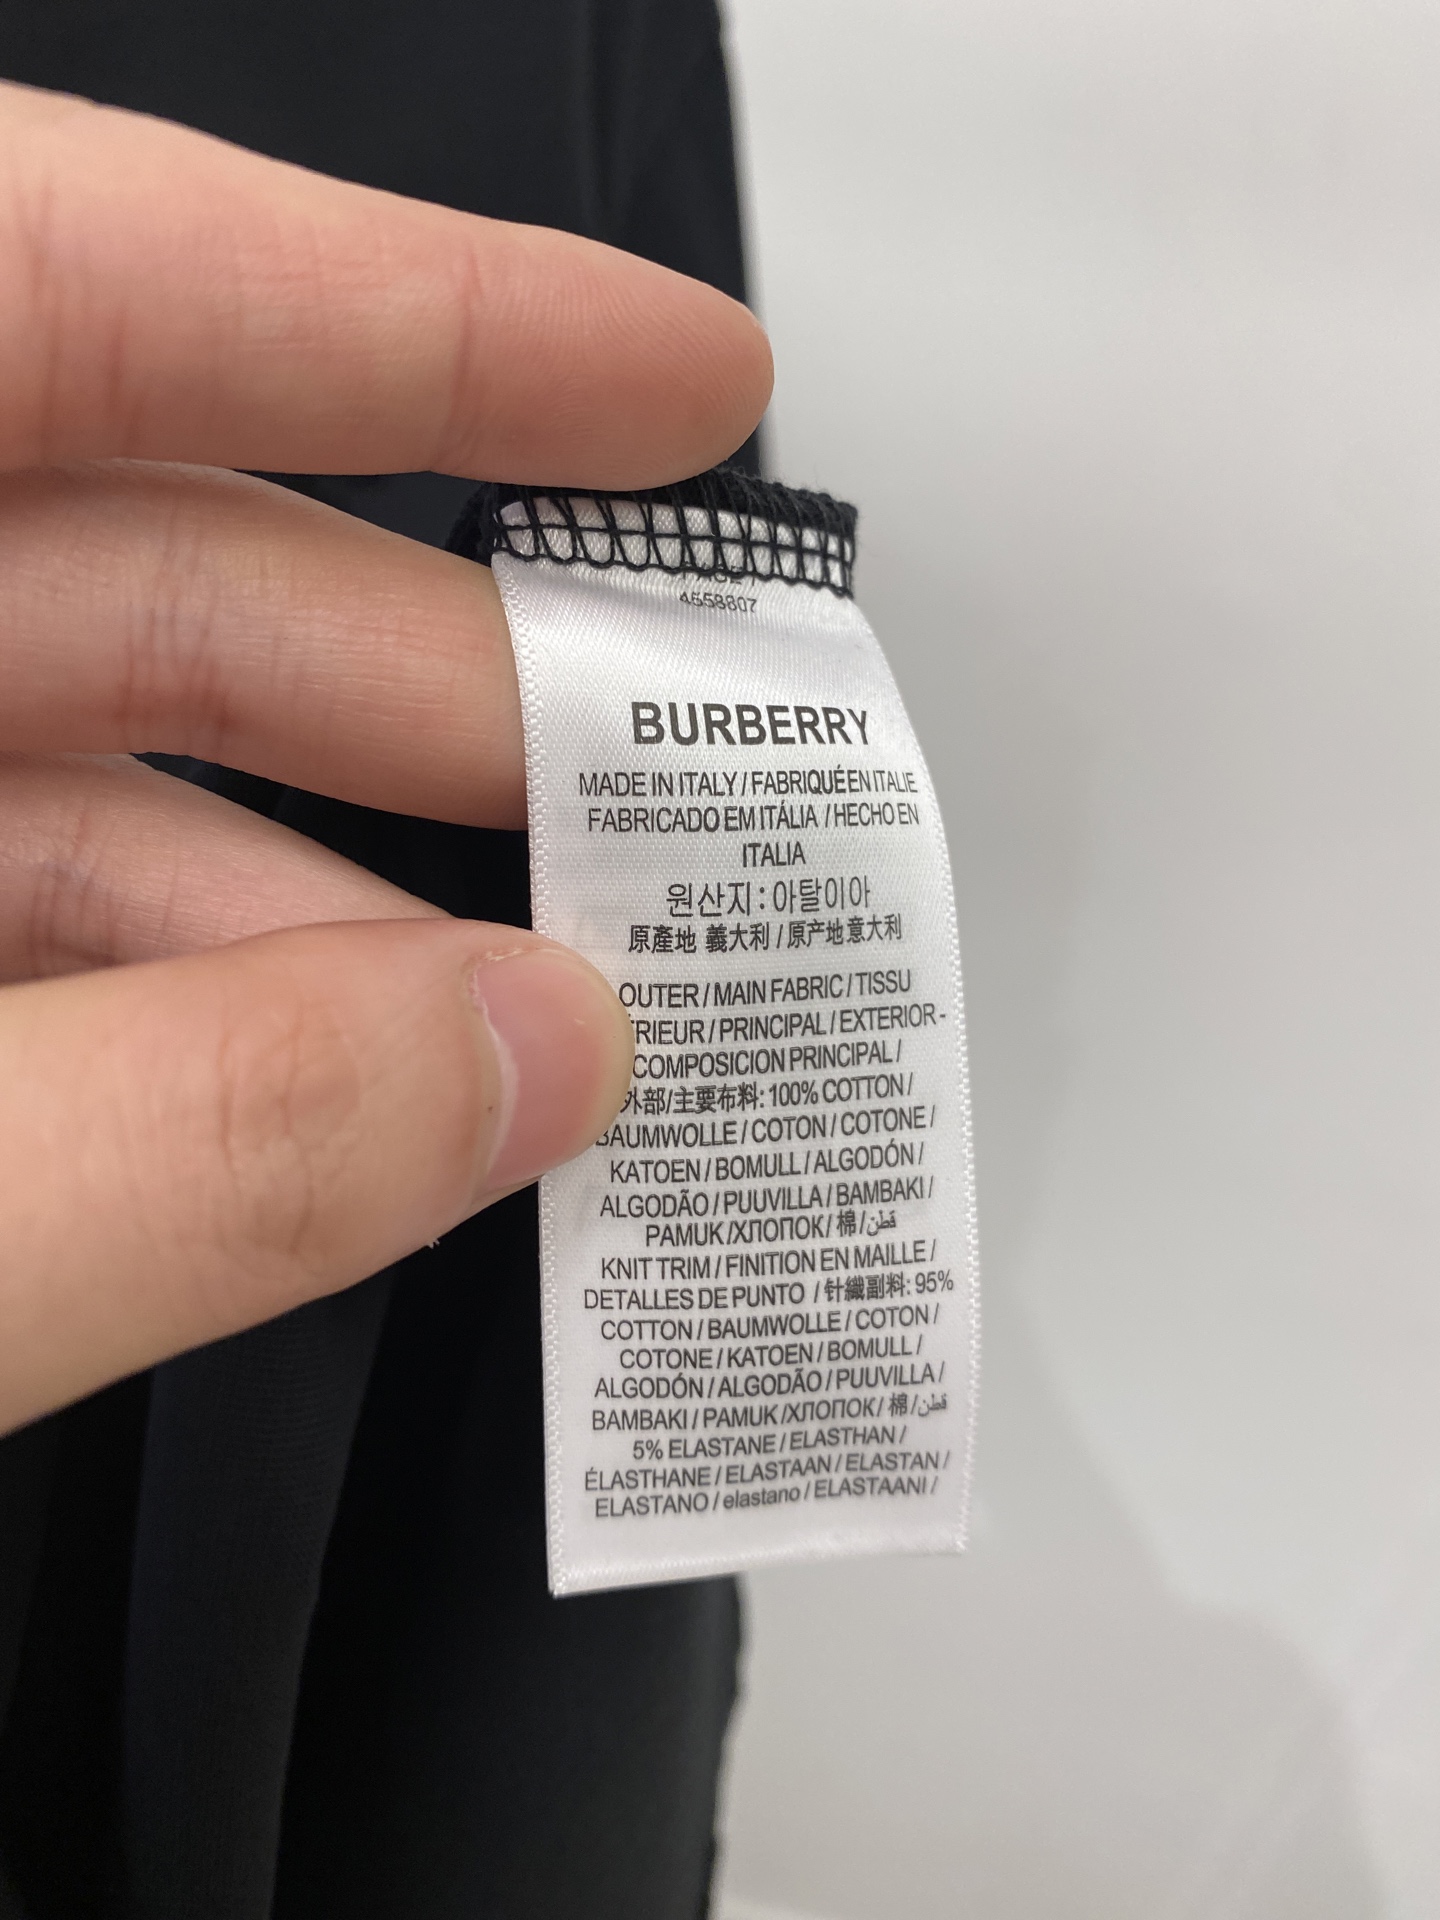 4558807
BURBERRY
MADE IN ITALY / FABRIQUÉ EN ITALIE
FABRICADO EM ITÁLIA / HECHO EN
ITALIA
원산지 : 아탈이아
原產地 義大利 / 原产地意大利
OUTER / MAIN FABRIC / TISSU
ÉRIEUR / PRINCIPAL / EXTERIOR -
COMPOSICION PRINCIPAL /
外部/主要布料: 100% COTTON /
BAUMWOLLE / COTON / COTONE /
KATOEN / BOMULL / ALGODÓN /
ALGODÃO / PUUVILLA / BAMBAKI /
PAMUK /ХЛОПОК/ 棉 / قطن
KNIT TRIM / FINITION EN MAILLE /
DETALLES DE PUNTO / 针織副料: 95%
COTTON / BAUMWOLLE / COTON /
COTONE / KATOEN / BOMULL /
ALGODÓN / ALGODÃO / PUUVILLA /
BAMBAKI / PAMUK /ХЛОПОК/ 棉 / قطن
5% ELASTANE / ELASTHAN /
ÉLASTHANE / ELASTAAN / ELASTAN /
ELASTANO / elastano / ELASTAANI /